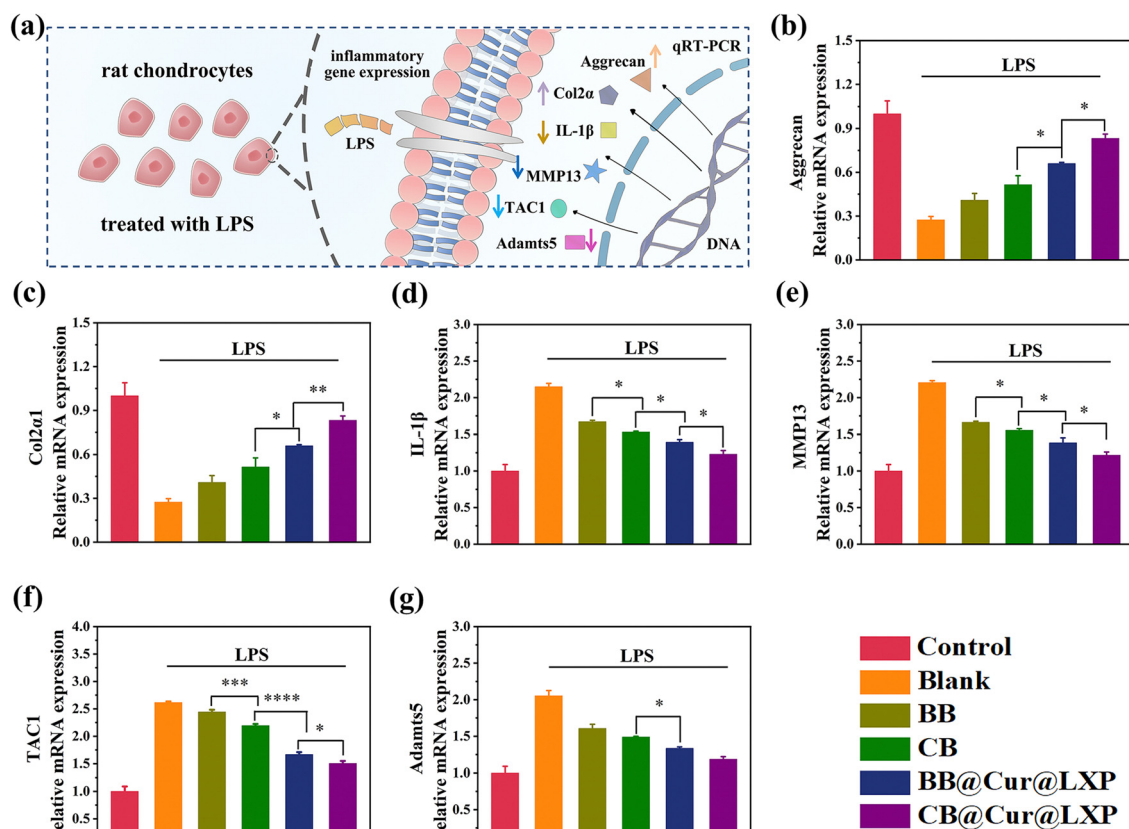 (a)
rat chondrocytes
treated with LPS
inflammatory
gene expression
LPS
qRT-PCR
Aggrecan
Col2α
IL-1β
MMP13
TAC1
Adamts5
DNA
(b)
Aggrecan
Relative mRNA expression
1.5
1.2
0.9
0.6
0.3
0.0
LPS
*
*
(c)
Col2α1
Relative mRNA expression
1.5
1.2
0.9
0.6
0.3
0.0
LPS
*
**
(d)
IL-1β
Relative mRNA expression
3.0
2.5
2.0
1.5
1.0
0.5
0.0
LPS
*
*
*
(e)
MMP13
Relative mRNA expression
3.0
2.5
2.0
1.5
1.0
0.5
0.0
LPS
*
*
*
(f)
TAC1
Relative mRNA expression
4.0
3.5
3.0
2.5
2.0
1.5
1.0
0.5
LPS
***
****
*
(g)
Adamts5
Relative mRNA expression
3.0
2.5
2.0
1.5
1.0
0.5
LPS
*
Control
Blank
BB
CB
BB@Cur@LXP
CB@Cur@LXP